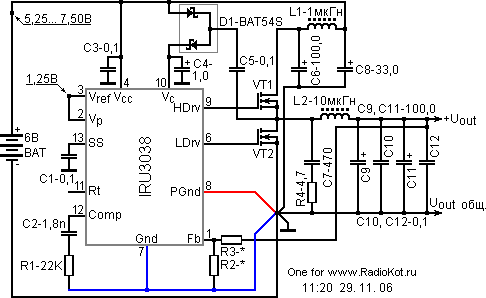 D1-BAT54S
L1-1мкГн
5,25... 7,50В
C3-0,1
C4-
1,0
C5-0,1
C6-100,0
C8-33,0
1,25В
3
Vref
4
Vcc
10
Vc
VT1
HDrv
9
2
Vp
L2-10мкГн
C9, C11-100,0
+Uout
6В
BAT
13
SS
IRU3038
LDrv
6
VT2
C1-0,1
11
Rt
PGnd
8
R4-4,7
C7-470
C9
C10
C11
C12
12
Comp
C2-1,8n
Uout общ.
C10, C12-0,1
Gnd
7
Fb
1
R3-*
R2-*
R1-22K
One for www.RadioKot.ru
11:20 29. 11. 06